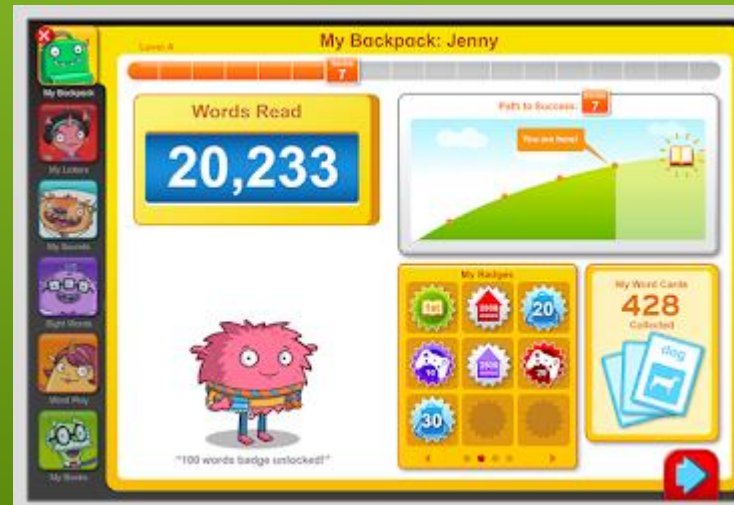 My Backpack: Jenny
Level A
7
My Backpack
My Letters
My Sounds
Sight Words
Word Play
My Books
Words Read
20,233
Path to Success:
7
You are here!
"100 words badge unlocked!"
My Badges
1st
20
10
30
My Word Cards
428
Collected
dog